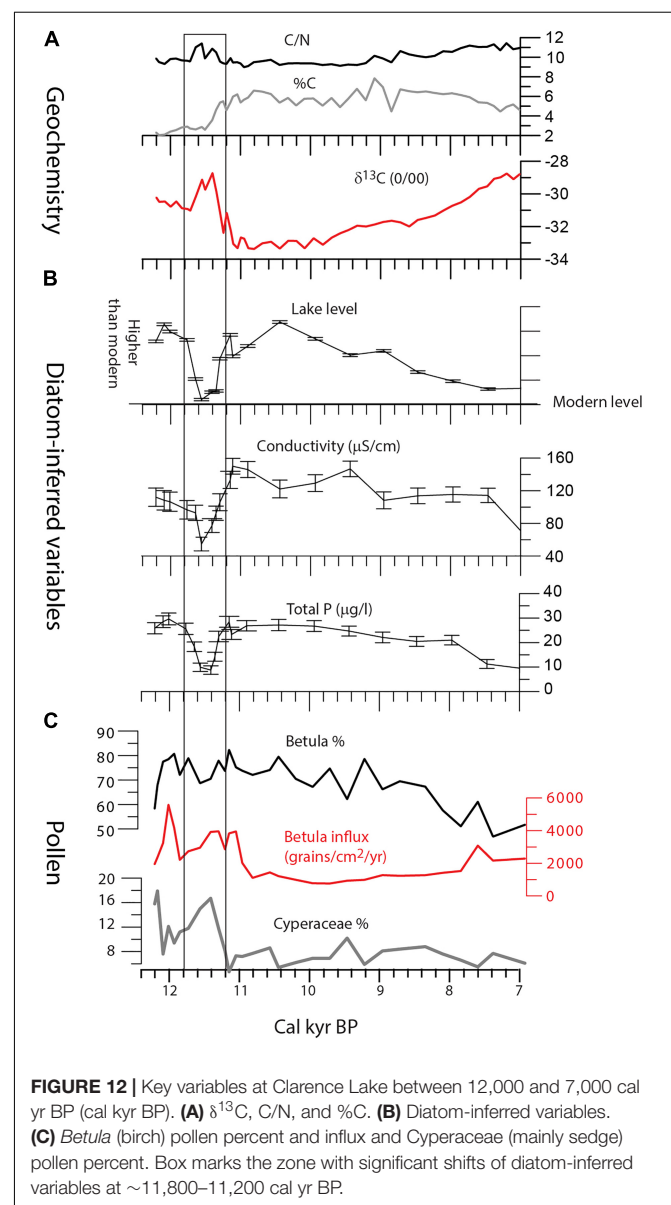 A
Geochemistry
C/N
12
10
8
6
4
2
%C
δ¹³C (0/00)
-28
-30
-32
-34
B
Diatom-inferred variables
Higher
than modern
Lake level
Modern level
Conductivity (µS/cm)
160
120
80
40
Total P (µg/l)
40
30
20
10
0
C
Pollen
90
80
70
60
50
Betula %
6000
4000
2000
0
Betula influx
(grains/cm2/yr)
20
16
12
8
Cyperaceae %
12 11 10 9 8 7
Cal kyr BP
FIGURE 12 | Key variables at Clarence Lake between 12,000 and 7,000 cal
yr BP (cal kyr BP). (A) δ¹³C, C/N, and %C. (B) Diatom-inferred variables.
(C) Betula (birch) pollen percent and influx and Cyperaceae (mainly sedge)
pollen percent. Box marks the zone with significant shifts of diatom-inferred
variables at ~11,800–11,200 cal yr BP.